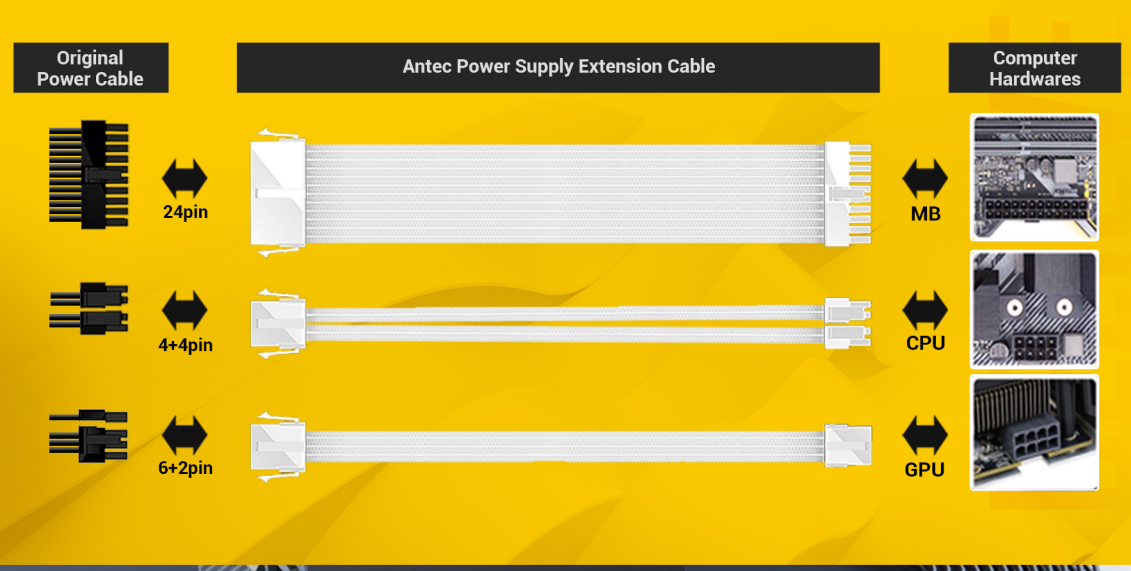 Original
Power Cable
Antec Power Supply Extension Cable
Computer
Hardwares
24pin
MB
4+4pin
CPU
6+2pin
GPU